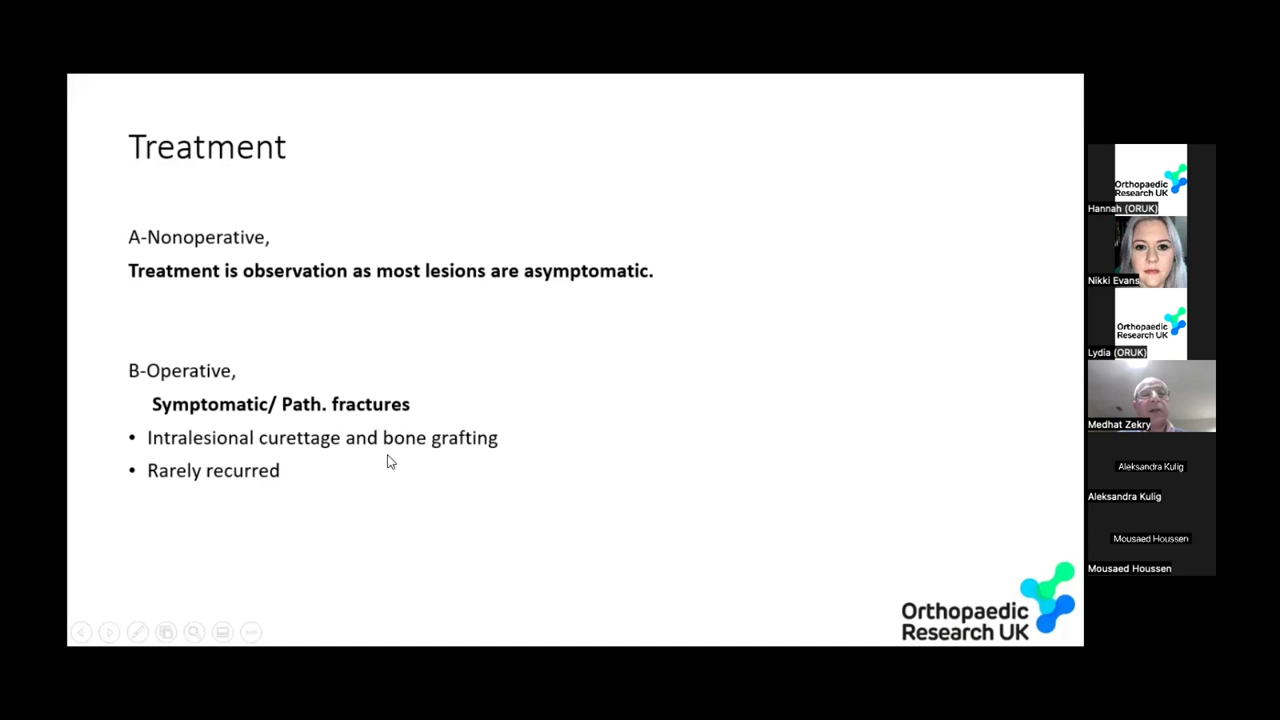 Treatment
A-Nonoperative,
Treatment is observation as most lesions are asymptomatic.
B-Operative,
Symptomatic/ Path. fractures
• Intralesional curettage and bone grafting
• Rarely recurred
Orthopaedic
Research UK
Orthopaedic
Research UK
Hannah (ORUK)
Nikki Evans
Orthopaedic
Research UK
Lydia (ORUK)
Medhat Zekry
Aleksandra Kulig
Aleksandra Kulig
Mousaed Houssen
Mousaed Houssen